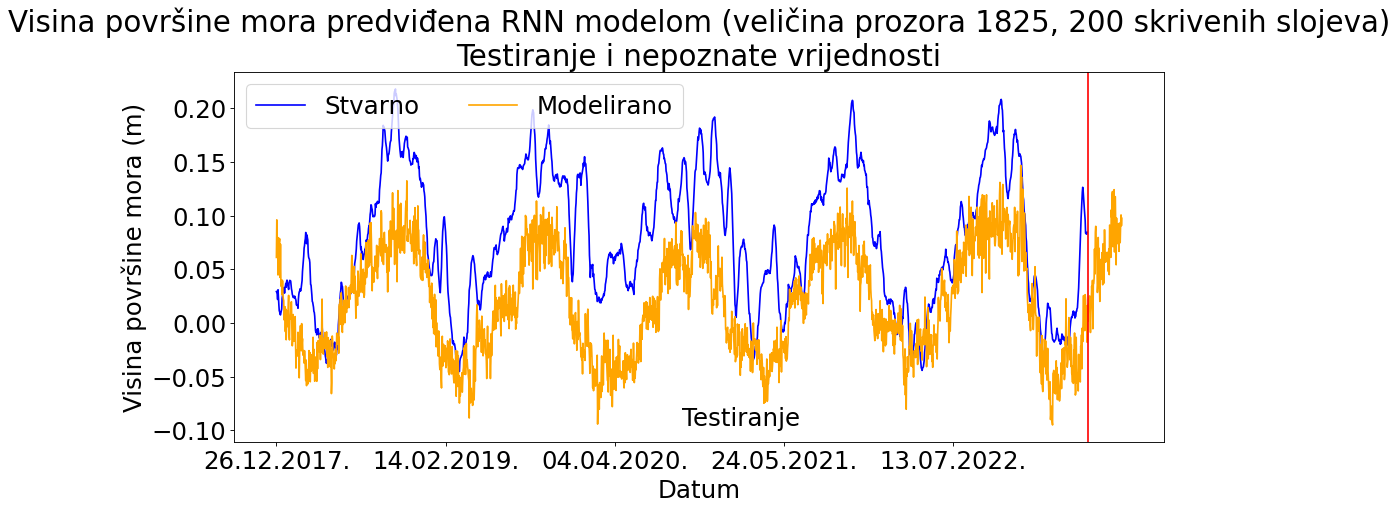 Visina površine mora predviđena RNN modelom (veličina prozora 1825, 200 skrivenih slojeva)
Testiranje i nepoznate vrijednosti
Stvarno
Modelirano
Visina površine mora (m)
0.20
0.15
0.10
0.05
0.00
−0.05
−0.10
Testiranje
26.12.2017.
14.02.2019.
04.04.2020.
24.05.2021.
13.07.2022.
Datum